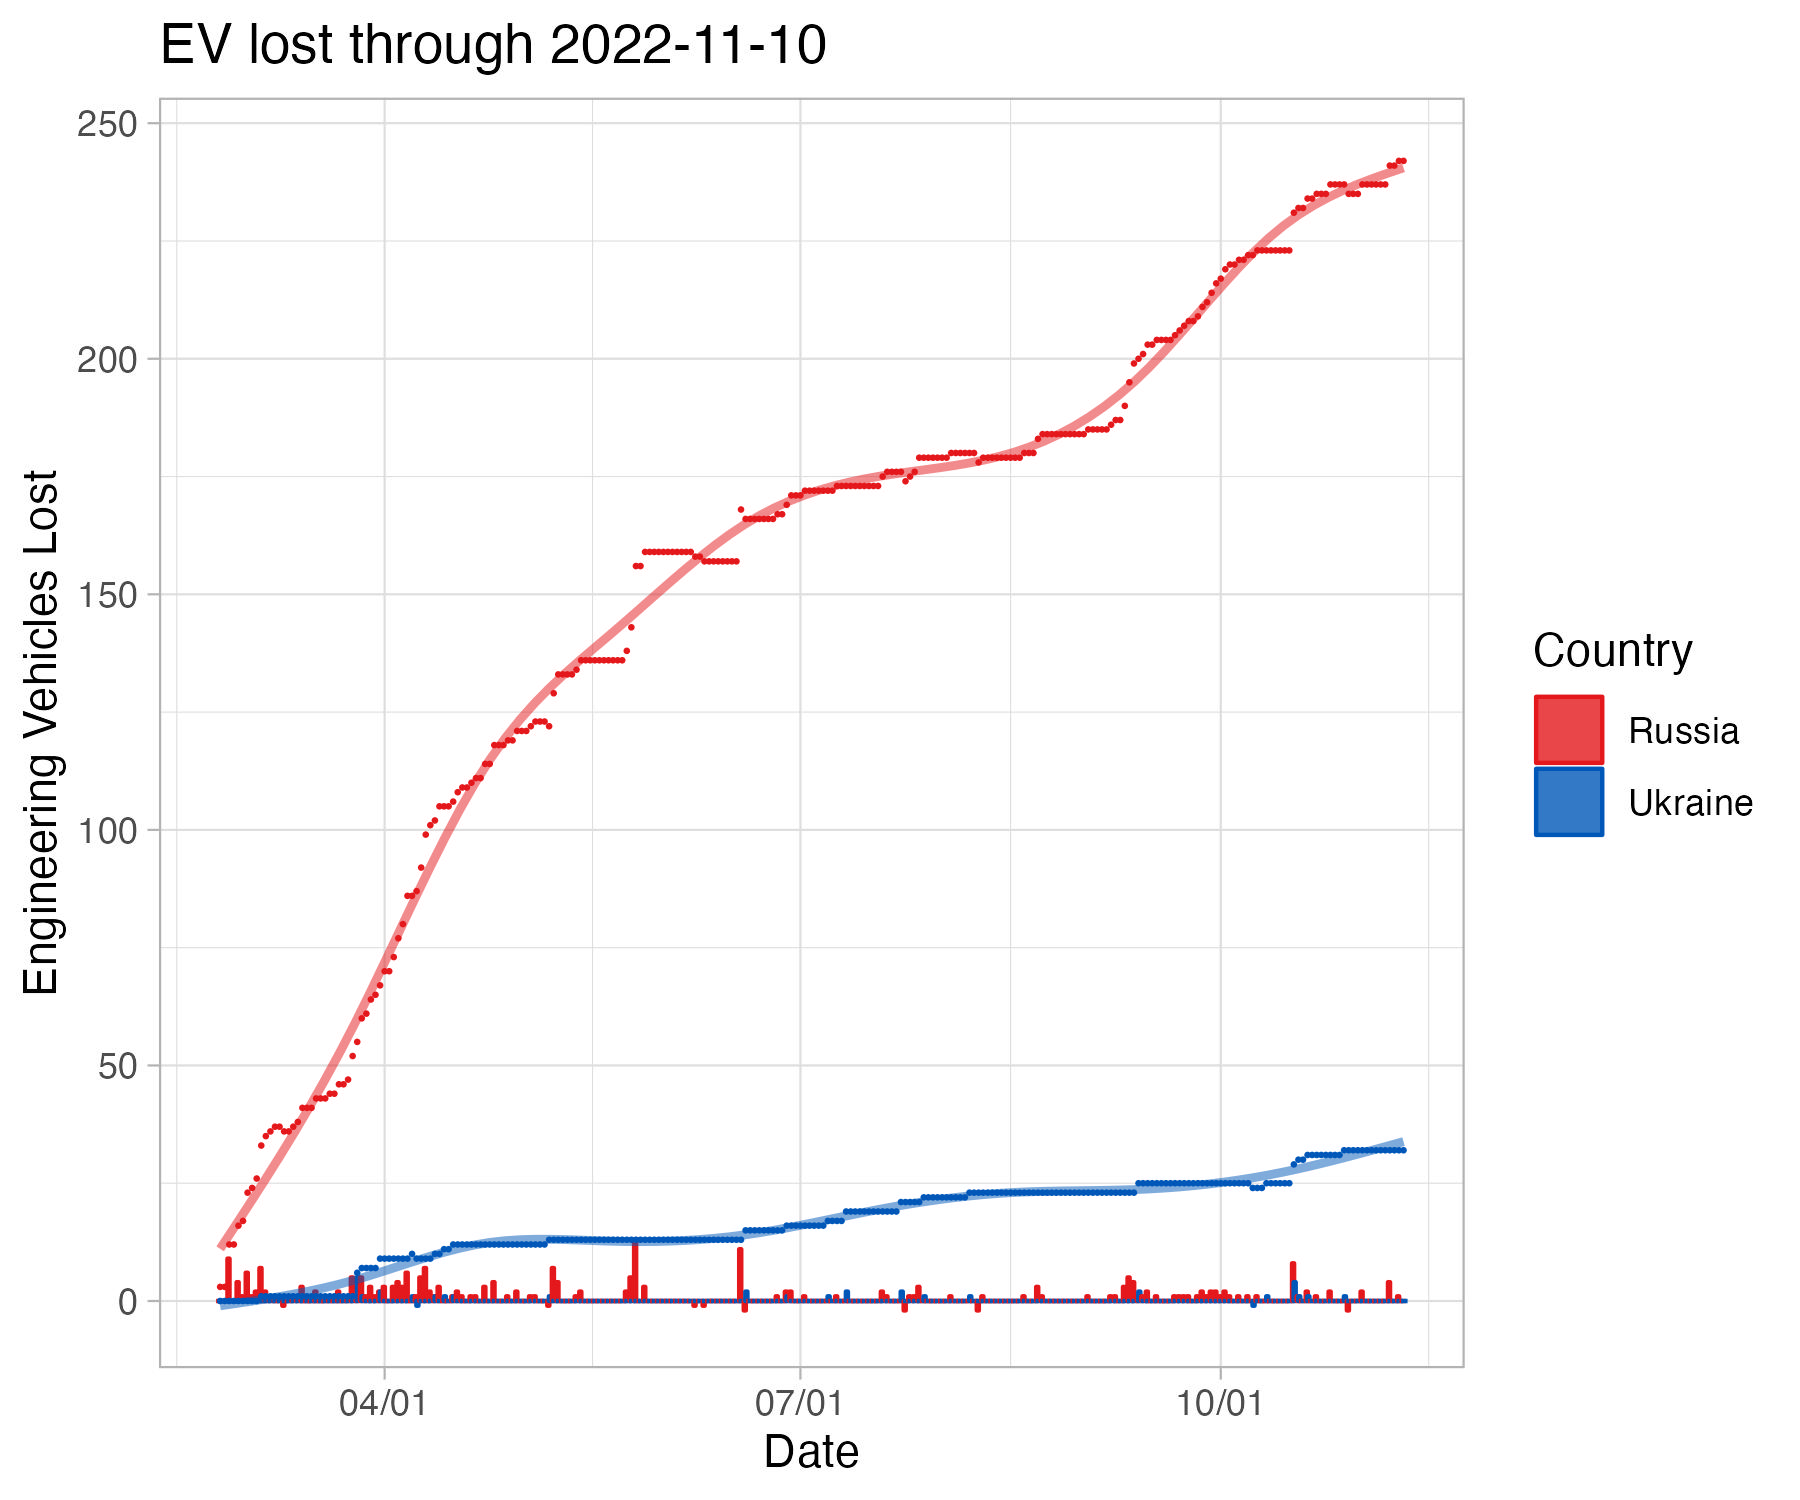 EV lost through 2022-11-10
Engineering Vehicles Lost
250
200
150
100
50
0
04/01
07/01
10/01
Date
Country
Russia
Ukraine